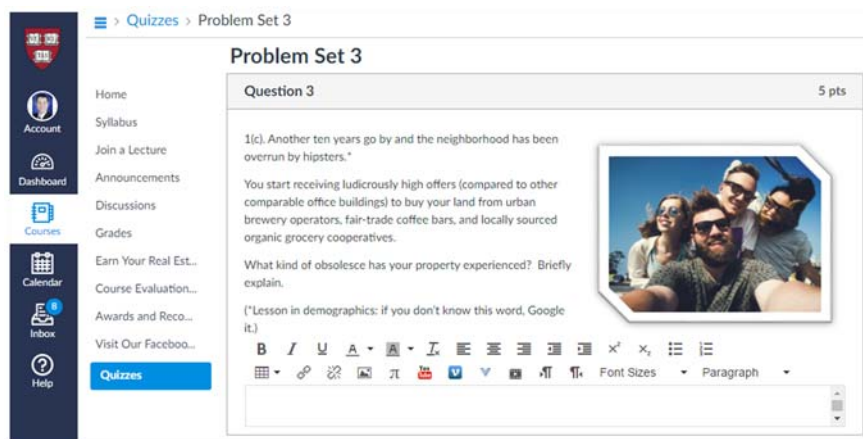 > Quizzes > Problem Set 3
Problem Set 3
Account
Dashboard
Courses
Calendar
8
Inbox
Help
Home
Syllabus
Join a Lecture
Announcements
Discussions
Grades
Earn Your Real Est...
Course Evaluation...
Awards and Reco...
Visit Our Faceboo...
Quizzes
Question 3 5 pts
1(c). Another ten years go by and the neighborhood has been
overrun by hipsters.*
You start receiving ludicrously high offers (compared to other
comparable office buildings) to buy your land from urban
brewery operators, fair-trade coffee bars, and locally sourced
organic grocery cooperatives.
What kind of obsolesce has your property experienced? Briefly
explain.
(*Lesson in demographics: if you don't know this word, Google
it.)
B I U A A
Font Sizes Paragraph